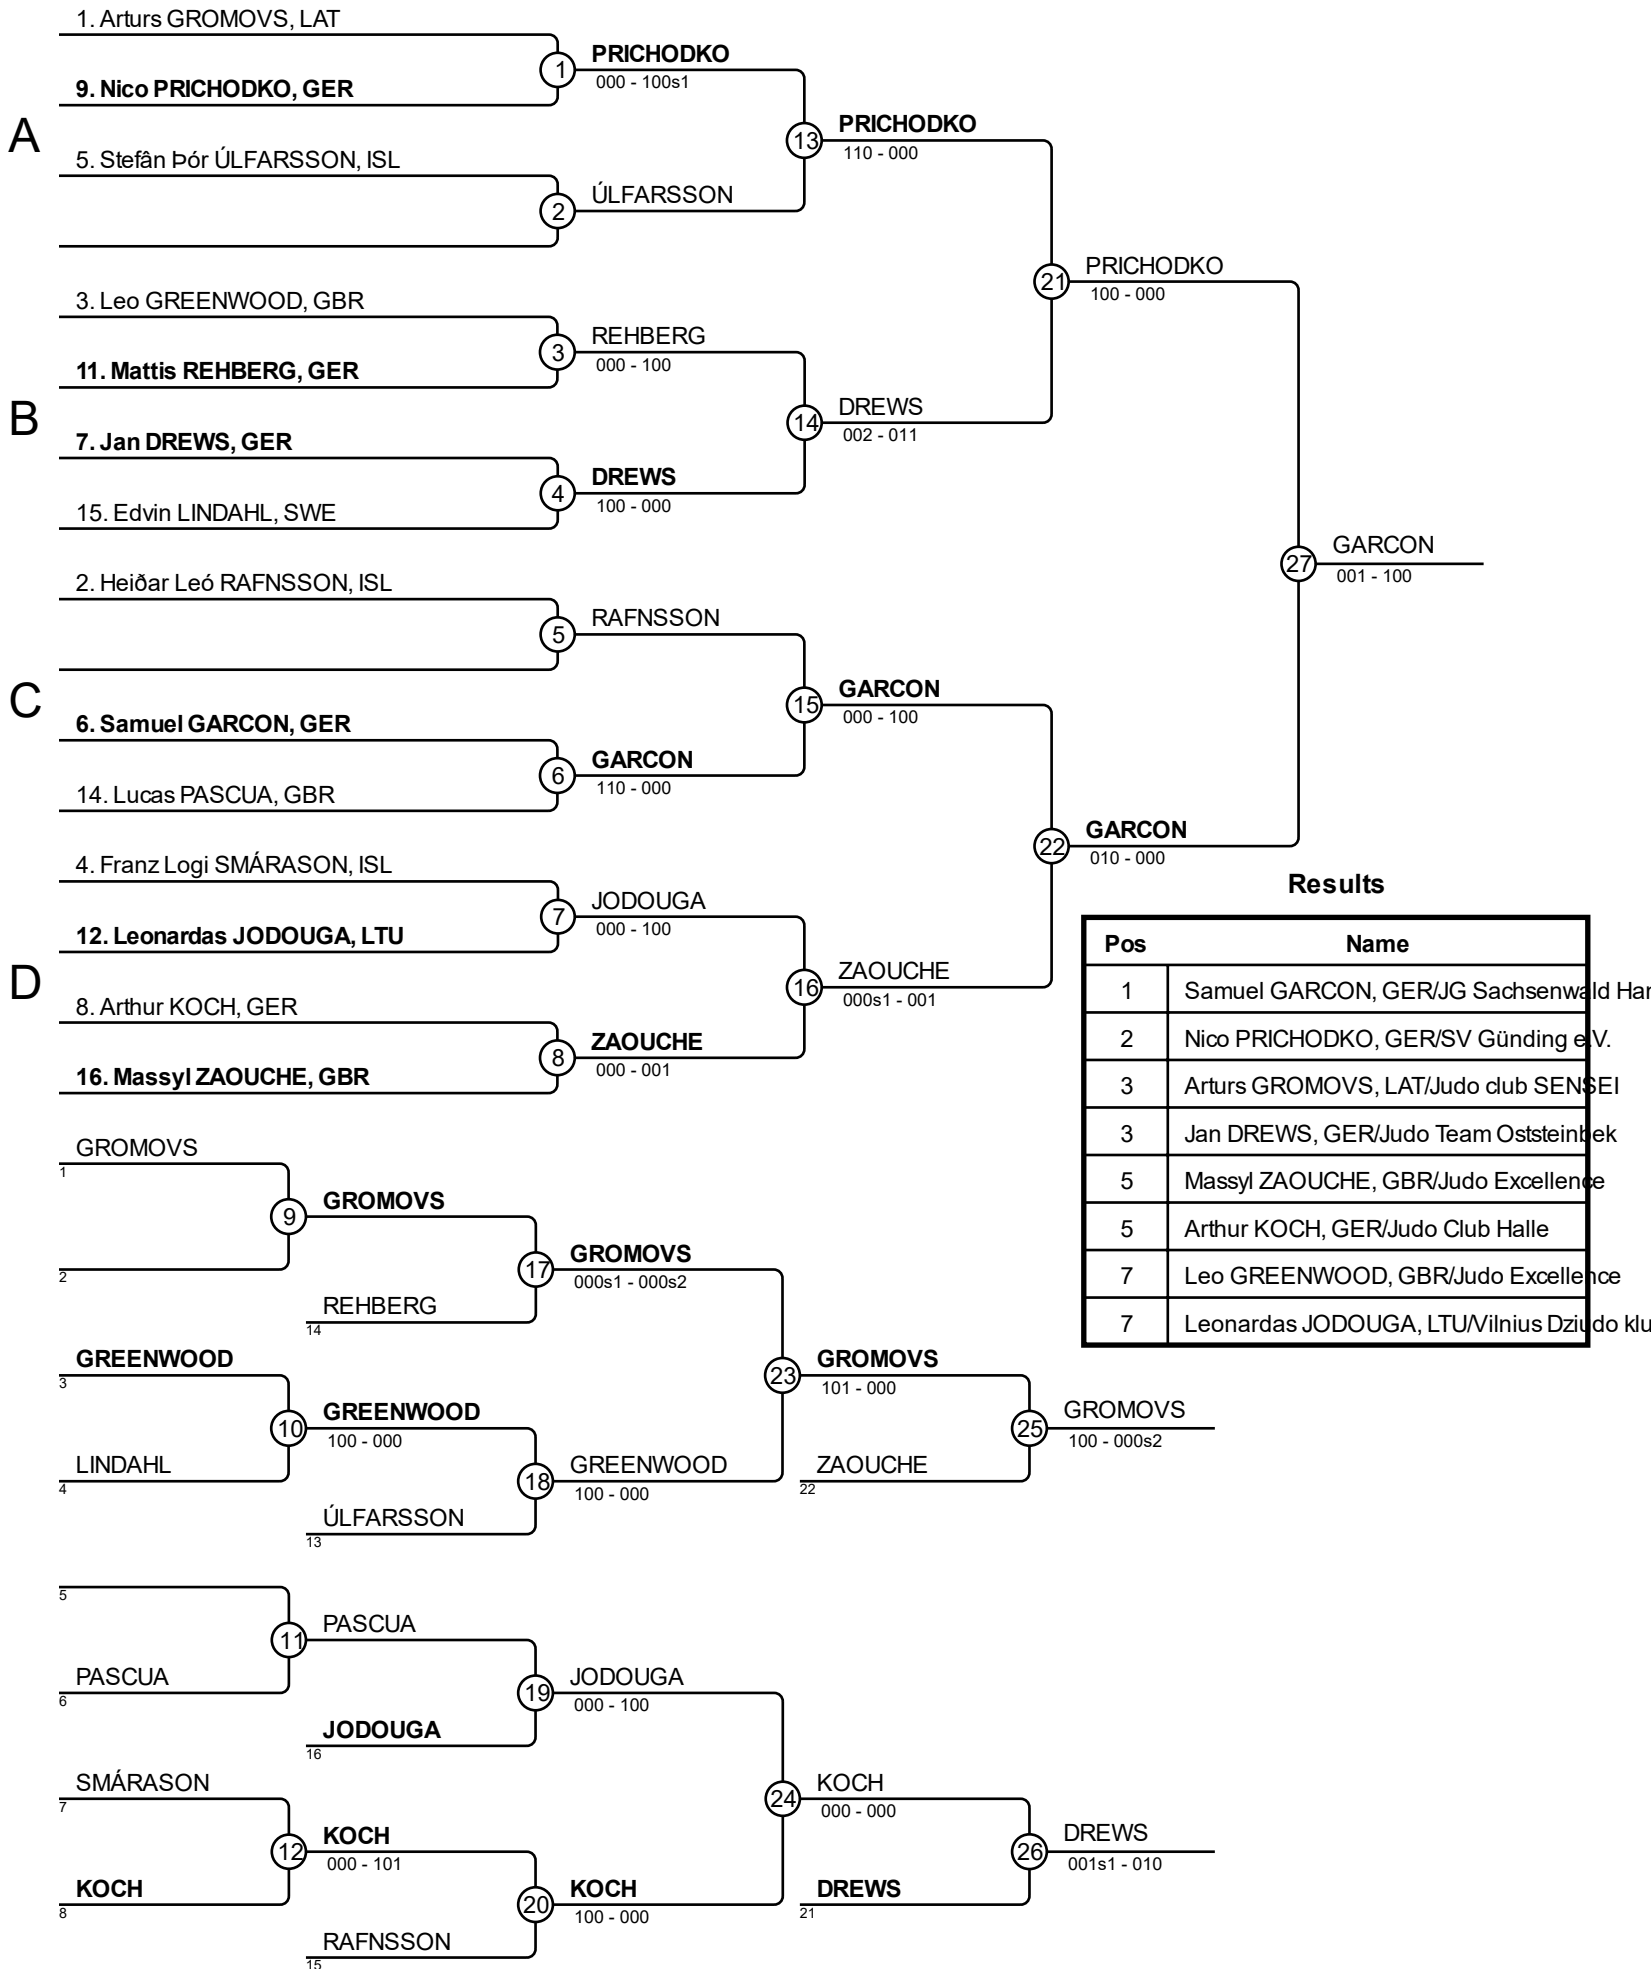 1. Arturs GROMOVS, LAT
1
PRICHODKO
000 - 100s1
9. Nico PRICHODKO, GER
A
13
PRICHODKO
110 - 000
5. Stefân Þór ÚLFARSSON, ISL
2
ÚLFARSSON
21
PRICHODKO
100 - 000
3. Leo GREENWOOD, GBR
3
REHBERG
000 - 100
11. Mattis REHBERG, GER
B
14
DREWS
002 - 011
7. Jan DREWS, GER
4
DREWS
100 - 000
15. Edvin LINDAHL, SWE
27
GARCON
001 - 100
2. Heiðar Leó RAFNSSON, ISL
5
RAFNSSON
C
15
GARCON
000 - 100
6. Samuel GARCON, GER
6
GARCON
110 - 000
14. Lucas PASCUA, GBR
22
GARCON
010 - 000
4. Franz Logi SMÁRASON, ISL
7
JODOUGA
000 - 100
12. Leonardas JODOUGA, LTU
D
16
ZAOUCHE
000s1 - 001
8. Arthur KOCH, GER
8
ZAOUCHE
000 - 001
16. Massyl ZAOUCHE, GBR
Results
Pos Name
1 Samuel GARCON, GER/JG Sachsenwald Har
2 Nico PRICHODKO, GER/SV Günding e.V.
3 Arturs GROMOVS, LAT/Judo club SENSEI
3 Jan DREWS, GER/Judo Team Oststeinbek
5 Massyl ZAOUCHE, GBR/Judo Excellence
5 Arthur KOCH, GER/Judo Club Halle
7 Leo GREENWOOD, GBR/Judo Excellence
7 Leonardas JODOUGA, LTU/Vilnius Dziudo klu
GROMOVS
1
9
GROMOVS
2
17
GROMOVS
000s1 - 000s2
REHBERG
14
GREENWOOD
3
23
GROMOVS
101 - 000
10
GREENWOOD
100 - 000
25
GROMOVS
100 - 000s2
LINDAHL
4
18
GREENWOOD
100 - 000
ZAOUCHE
22
ÚLFARSSON
13
5
11
PASCUA
PASCUA
6
19
JODOUGA
000 - 100
JODOUGA
16
SMÁRASON
7
24
KOCH
000 - 000
12
KOCH
000 - 101
26
DREWS
001s1 - 010
KOCH
8
20
KOCH
100 - 000
DREWS
21
RAFNSSON
15